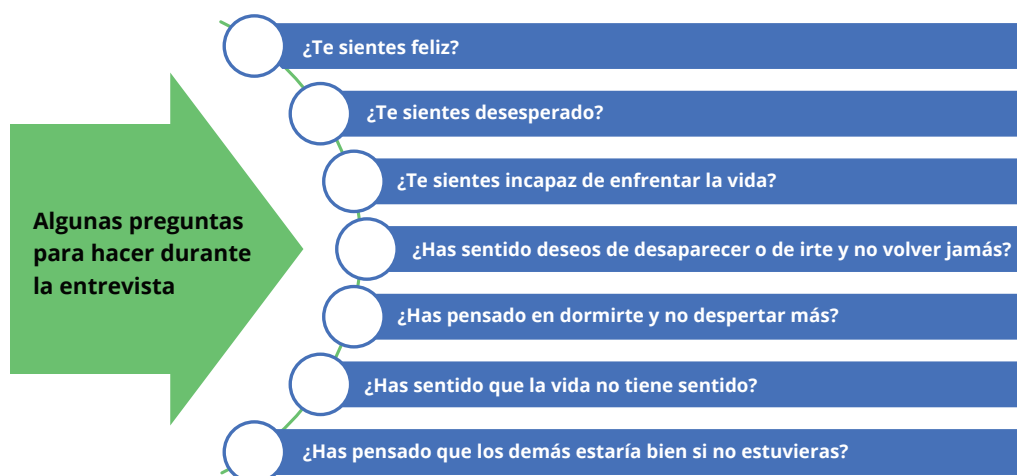 ¿Te sientes feliz?
¿Te sientes desesperado?
¿Te sientes incapaz de enfrentar la vida?
Algunas preguntas
para hacer durante
la entrevista
¿Has sentido deseos de desaparecer o de irte y no volver jamás?
¿Has pensado en dormirte y no despertar más?
¿Has sentido que la vida no tiene sentido?
¿Has pensado que los demás estaría bien si no estuvieras?